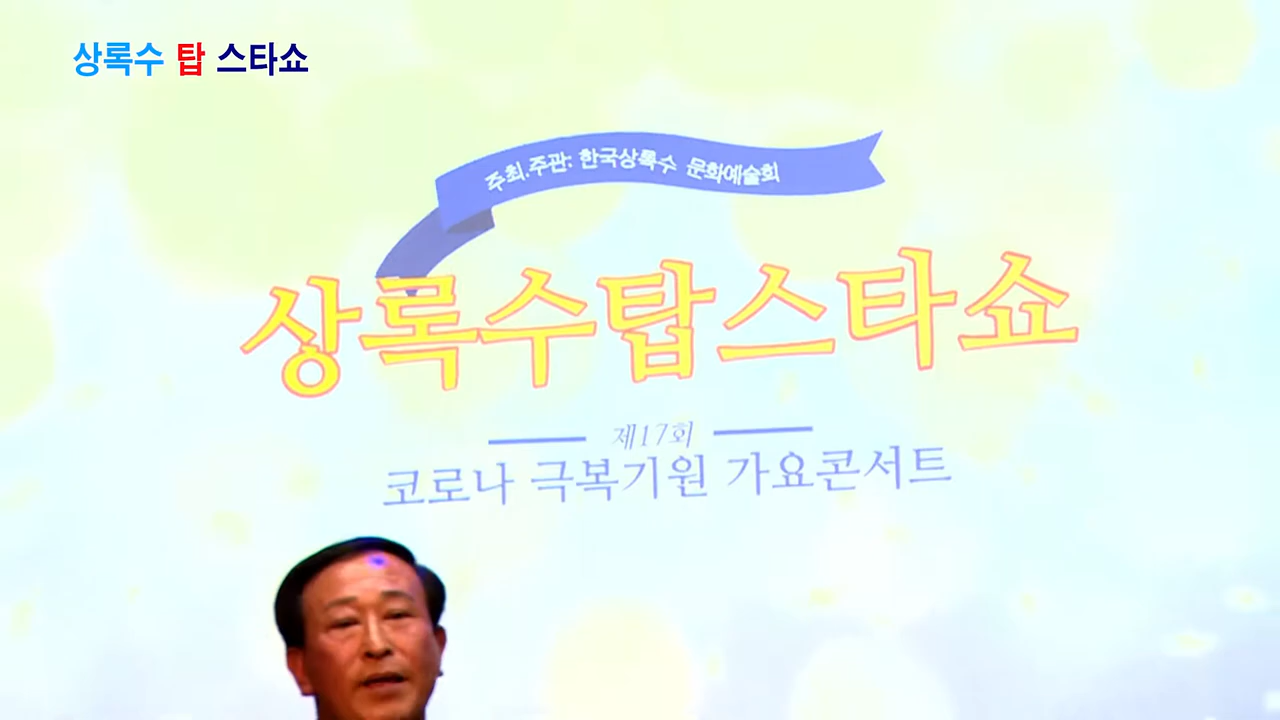 상록수 탑 스타쇼
주최.주관: 한국상록수 문화예술회
상록수탑스타쇼
제17회
코로나 극복기원 가요콘서트